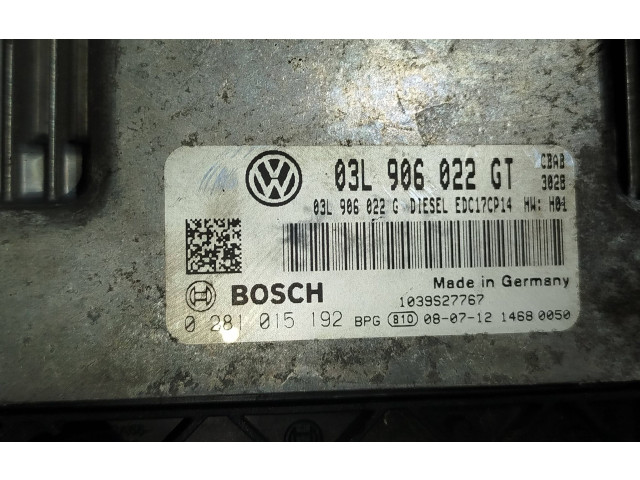 03L 906 022 GT CBAB
3028
03L 906 022 G DIESEL EDC17CP14 HW: H01
Made in Germany
BOSCH 1039S27767
0 281 015 192 BPG 810 08-07-12 1468 0050